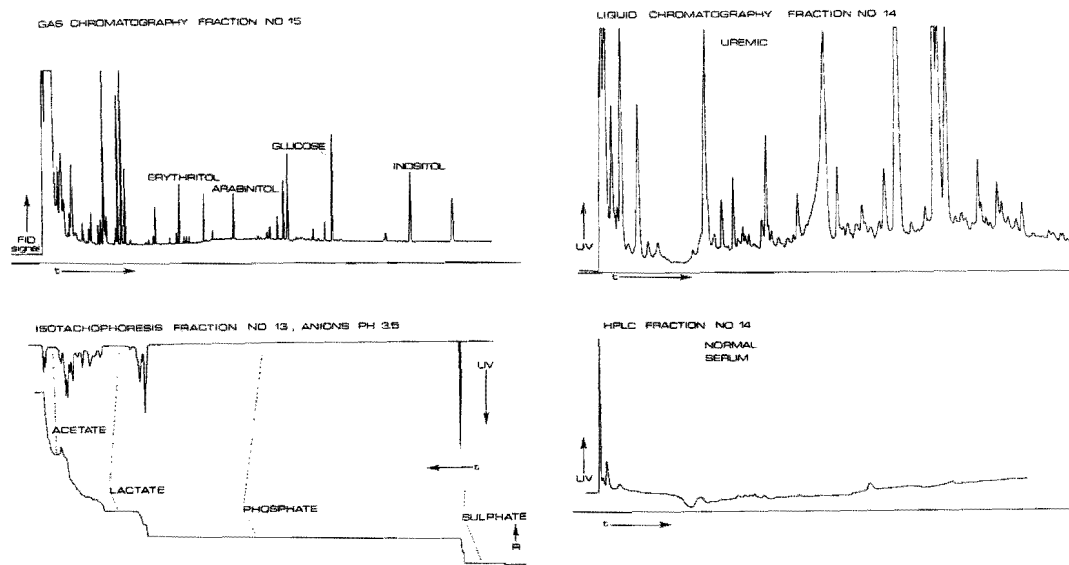 GAS CHROMATOGRAPHY FRACTION NO 15
GLUCOSE
ERYTHRITOL
ARABINITOL
INOSITOL
FID
signal
t
LIQUID CHROMATOGRAPHY FRACTION NO 14
UREMIC
UV
t
ISOTACHOPHORESIS FRACTION NO 13, ANIONS PH 3.5
UV
ACETATE
t
LACTATE
PHOSPHATE
SULPHATE
R
HPLC FRACTION NO 14
NORMAL
SERUM
UV
t